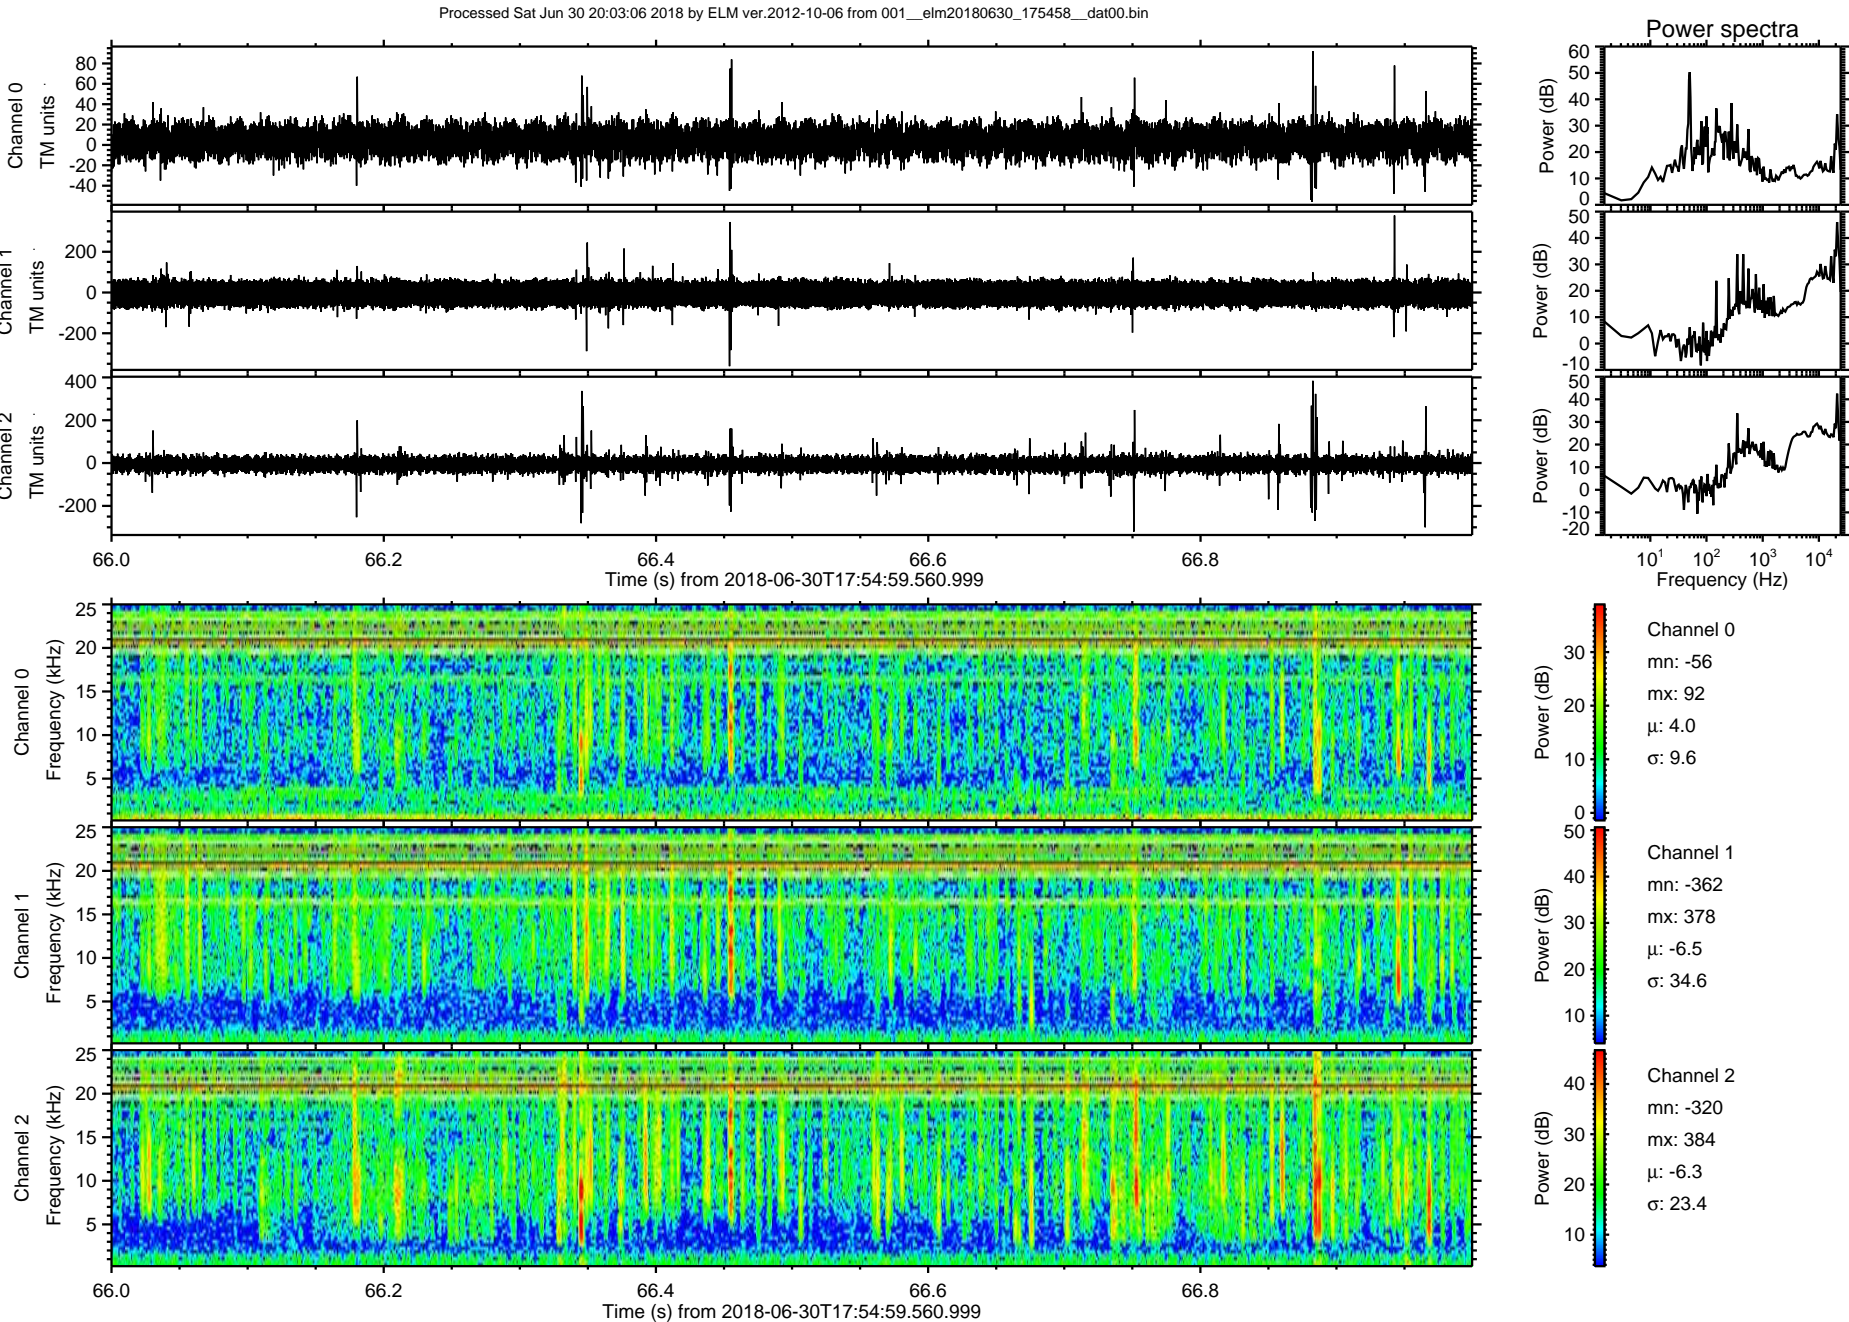 Processed Sat Jun 30 20:03:06 2018 by ELM ver.2012-10-06 from 001__elm20180630_175458__dat00.bin
Power spectra
Channel 0
TM units
80
60
40
20
0
-20
-40
Power (dB)
60
50
40
30
20
10
0
Channel 1
TM units
200
0
-200
Power (dB)
50
40
30
20
10
0
-10
Channel 2
TM units
400
200
0
-200
Power (dB)
50
40
30
20
10
0
-10
-20
66.0 66.2 66.4 66.6 66.8
Time (s) from 2018-06-30T17:54:59.560.999
10¹ 10² 10³ 10⁴
Frequency (Hz)
Channel 0
Frequency (kHz)
25
20
15
10
5
Power (dB)
30
20
10
0
Channel 0
mn: -56
mx: 92
μ: 4.0
σ: 9.6
Channel 1
Frequency (kHz)
25
20
15
10
5
Power (dB)
50
40
30
20
10
Channel 1
mn: -362
mx: 378
μ: -6.5
σ: 34.6
Channel 2
Frequency (kHz)
25
20
15
10
5
Power (dB)
40
30
20
10
Channel 2
mn: -320
mx: 384
μ: -6.3
σ: 23.4
66.0 66.2 66.4 66.6 66.8
Time (s) from 2018-06-30T17:54:59.560.999